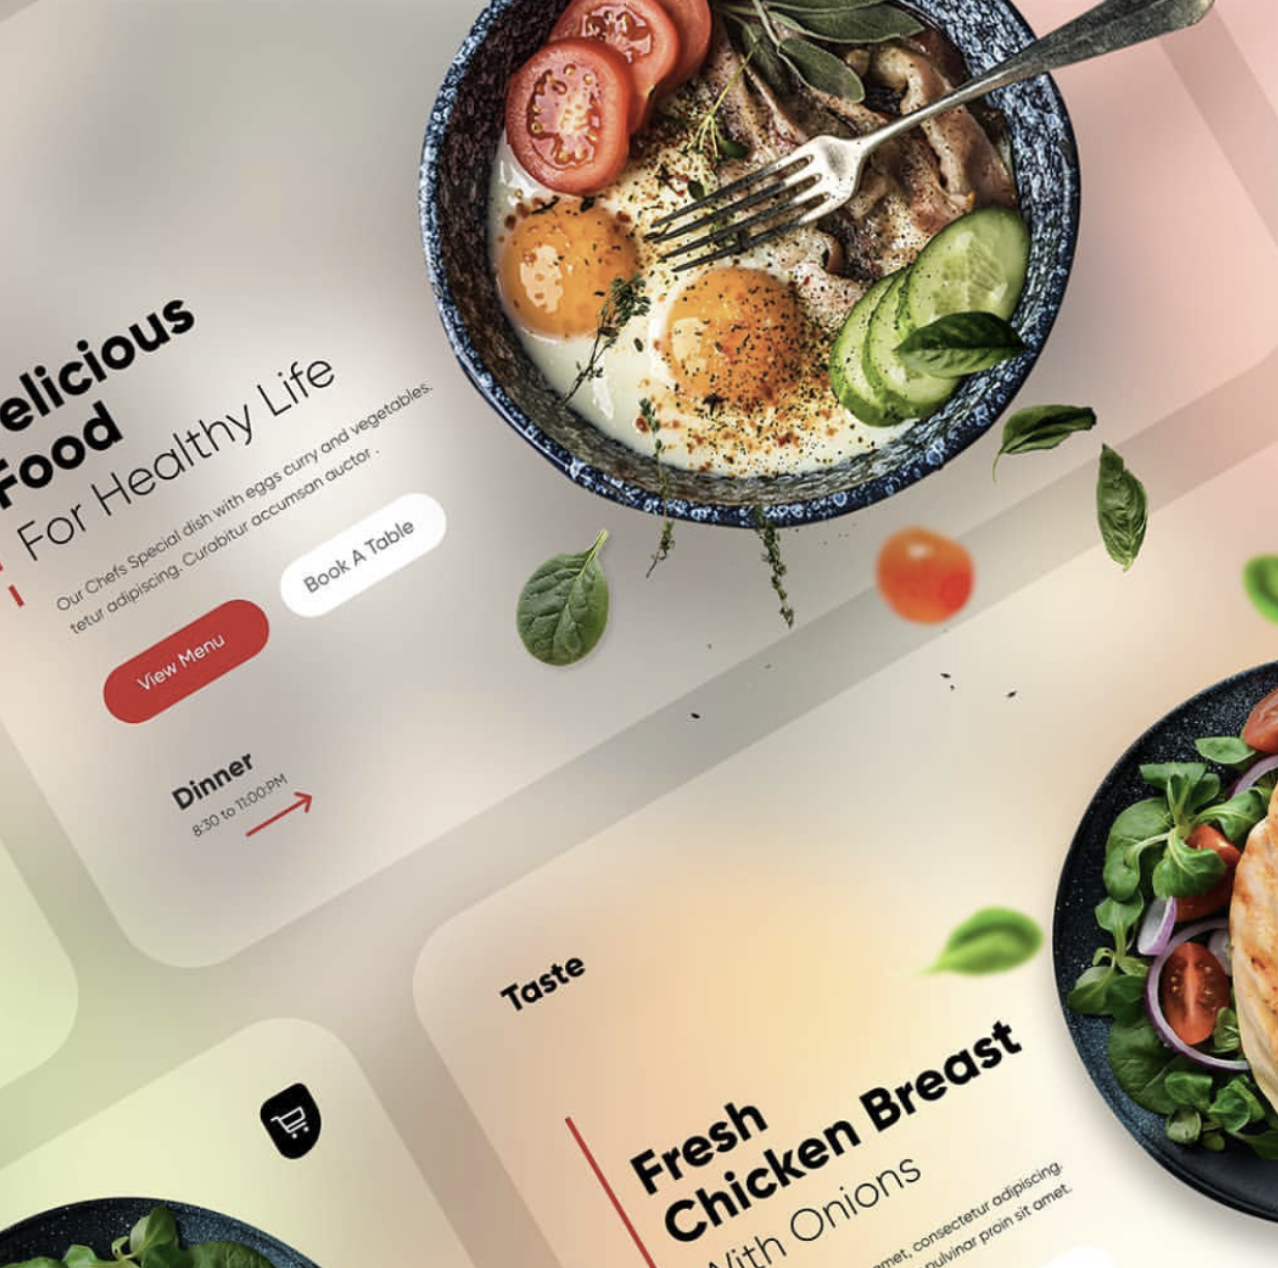 elicious
Food
For Healthy Life
Our Chefs Special dish with eggs curry and vegetables.
tetur adipiscing. Curabitur accumsan auctor .
View Menu
Book A Table
Dinner
8:30 to 11:00:PM
Taste
Fresh
Chicken Breast
With Onions
amet, consectetur adipiscing.
pulvinar proin sit amet.